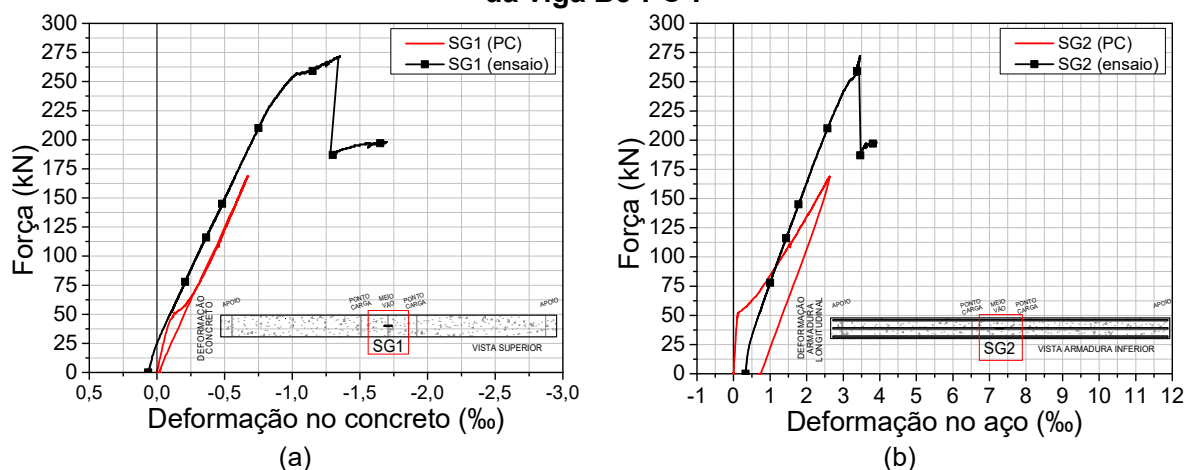 300
275
250
225
200
175
150
125
100
75
50
25
0
Força (kN)
SG1 (PC)
SG1 (ensaio)
DEFORMAÇÃO
CONCRETO
APOIO
PONTO
CARGA
MEIO
VÃO
PONTO
CARGA
APOIO
SG1
VISTA SUPERIOR
0,5 0,0 -0,5 -1,0 -1,5 -2,0 -2,5 -3,0
Deformação no concreto (‰)
(a)
300
275
250
225
200
175
150
125
100
75
50
25
0
Força (kN)
SG2 (PC)
SG2 (ensaio)
DEFORMAÇÃO
ARMADURA
LONGITUDINAL
APOIO
PONTO
CARGA
MEIO
VÃO
PONTO
CARGA
APOIO
SG2
VISTA ARMADURA INFERIOR
-1 0 1 2 3 4 5 6 7 8 9 10 11 12
Deformação no aço (‰)
(b)